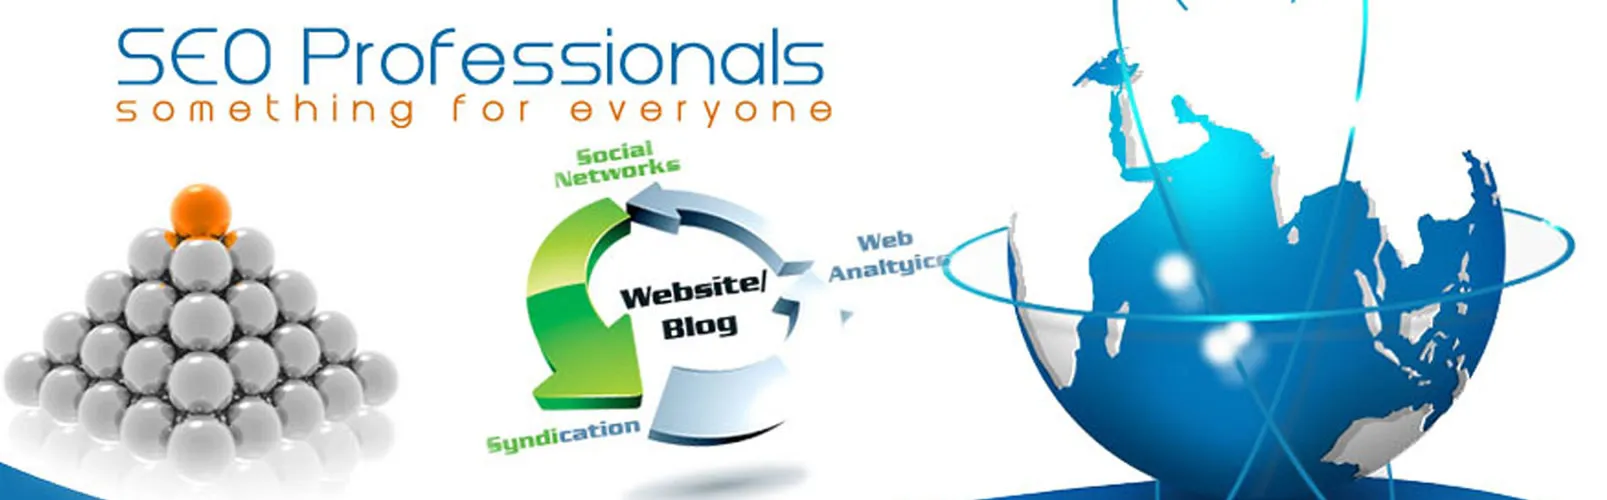 SEO Professionals
something for everyone
Social
Networks
Web
Analtyics
Website/
Blog
Syndication